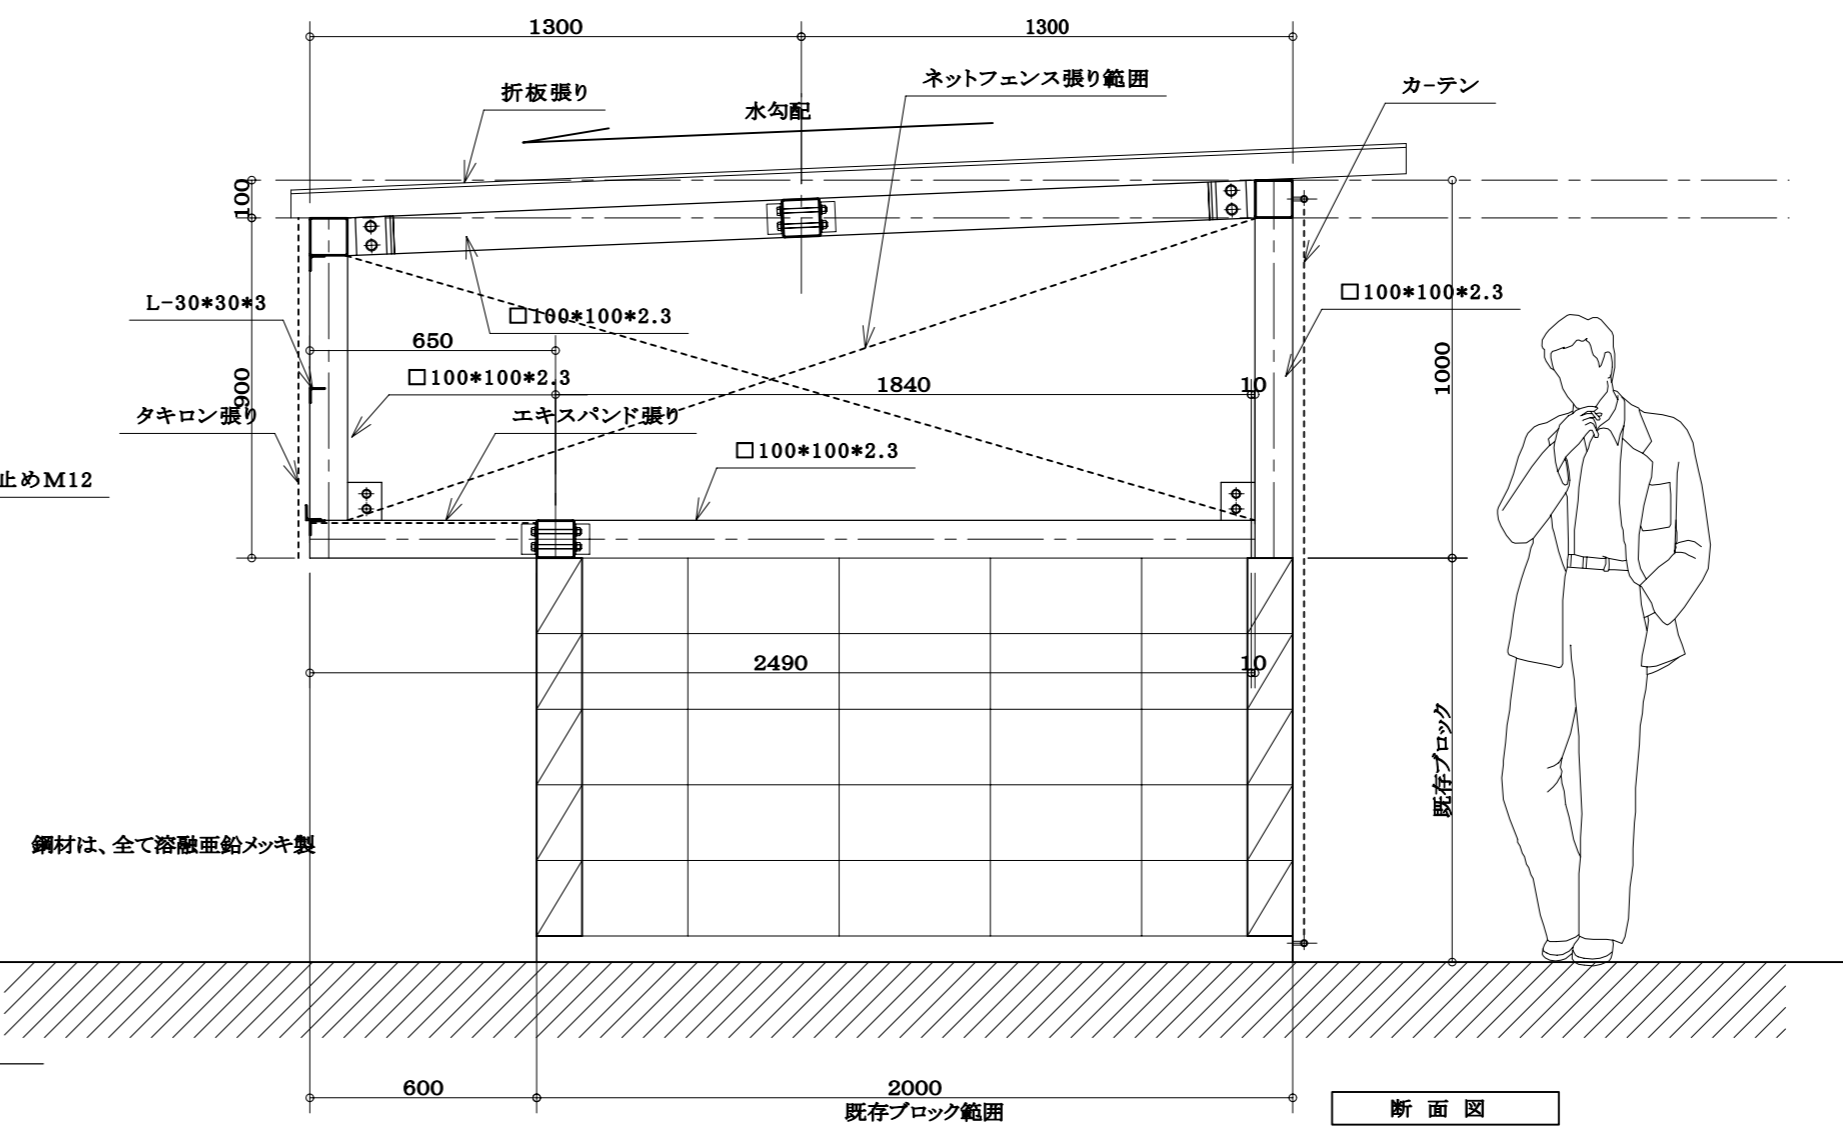 1300
1300
ネットフェンス張り範囲
カーテン
折板張り
水勾配
100
L-30*30*3
□100*100*2.3
□100*100*2.3
650
900
□100*100*2.3
1840
10
1000
タキロン張り
エキスパンド張り
□100*100*2.3
止めM12
2490
10
既存ブロック
鋼材は、全て溶融亜鉛メッキ製
600
2000
既存ブロック範囲
断面図